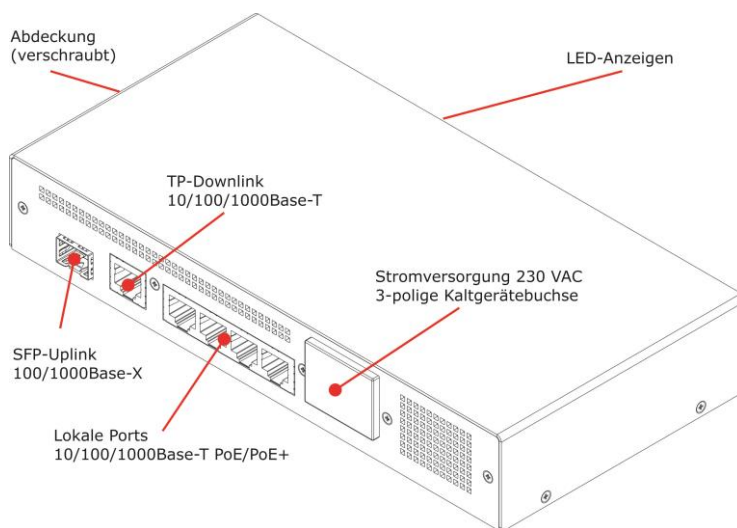 Abdeckung
(verschraubt)
LED-Anzeigen
TP-Downlink
10/100/1000Base-T
Stromversorgung 230 VAC
3-polige Kaltgerätebuchse
SFP-Uplink
100/1000Base-X
Lokale Ports
10/100/1000Base-T PoE/PoE+